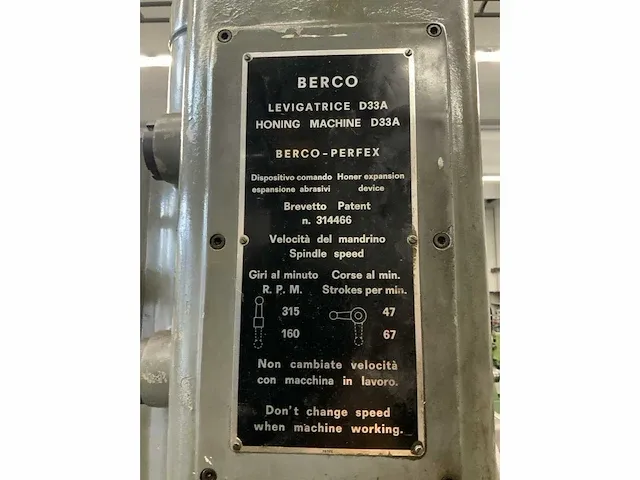 BERCO
LEVIGATRICE D33A
HONING MACHINE D33A
BERCO-PERFEX
Dispositivo comando Honer expansion
espansione abrasivi device
Brevetto Patent
n. 314466
Velocità del mandrino
Spindle speed
Giri al minuto Corse al min.
R. P. M. Strokes per min.
315 47
160 67
Non cambiate velocità
con macchina in lavoro.
Don't change speed
when machine working.